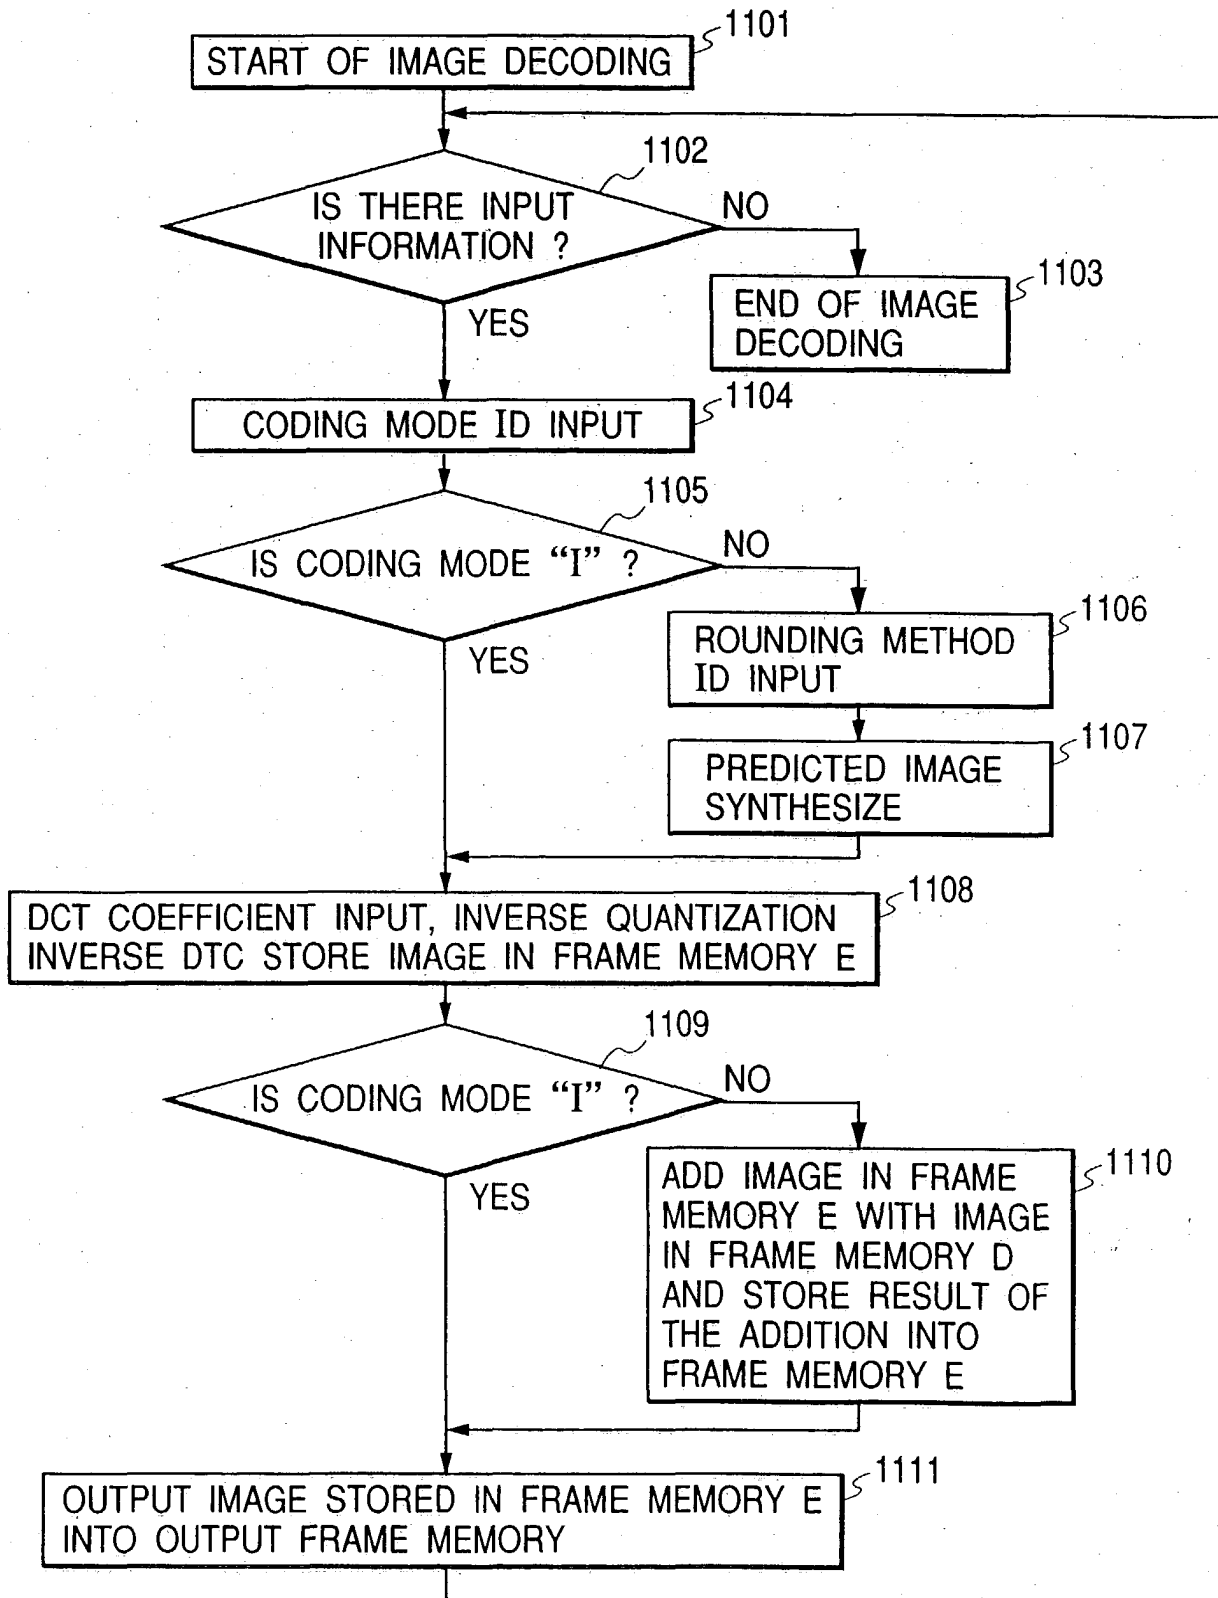 1101
START OF IMAGE DECODING
1102
IS THERE INPUT
INFORMATION ?
NO
YES
1103
END OF IMAGE
DECODING
1104
CODING MODE ID INPUT
1105
IS CODING MODE “I” ?
NO
YES
1106
ROUNDING METHOD
ID INPUT
1107
PREDICTED IMAGE
SYNTHESIZE
1108
DCT COEFFICIENT INPUT, INVERSE QUANTIZATION
INVERSE DTC STORE IMAGE IN FRAME MEMORY E
1109
IS CODING MODE “I” ?
NO
YES
1110
ADD IMAGE IN FRAME
MEMORY E WITH IMAGE
IN FRAME MEMORY D
AND STORE RESULT OF
THE ADDITION INTO
FRAME MEMORY E
1111
OUTPUT IMAGE STORED IN FRAME MEMORY E
INTO OUTPUT FRAME MEMORY